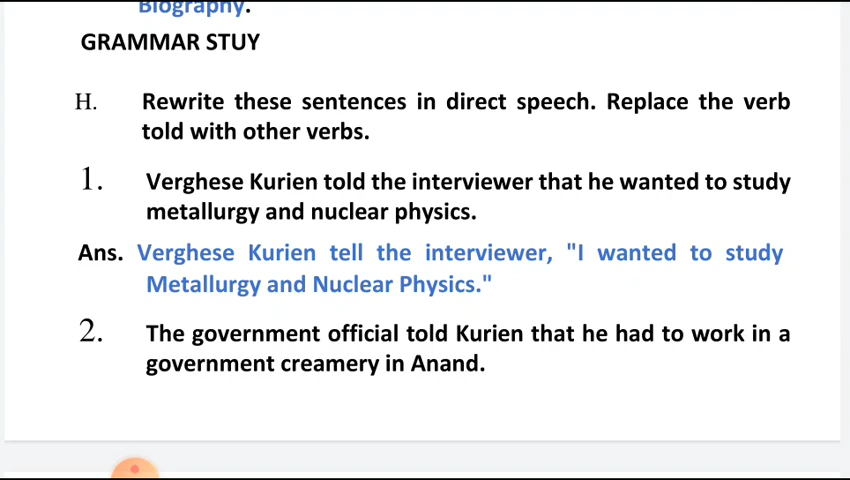 Biography.
GRAMMAR STUY
H. Rewrite these sentences in direct speech. Replace the verb
told with other verbs.
1. Verghese Kurien told the interviewer that he wanted to study
metallurgy and nuclear physics.
Ans. Verghese Kurien tell the interviewer, "I wanted to study
Metallurgy and Nuclear Physics."
2. The government official told Kurien that he had to work in a
government creamery in Anand.